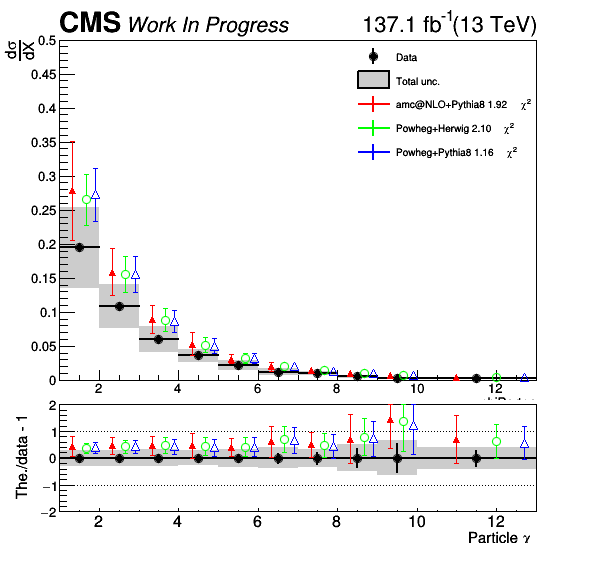 CMS Work In Progress 137.1 fb⁻¹(13 TeV)
dσ
dX
0.5
0.45
0.4
0.35
0.3
0.25
0.2
0.15
0.1
0.05
0
Data
Total unc.
amc@NLO+Pythia8 1.92 χ²
Powheg+Herwig 2.10 χ²
Powheg+Pythia8 1.16 χ²
2 4 6 8 10 12
The./data - 1
2
1
0
−1
−2
2 4 6 8 10 12
Particle γ